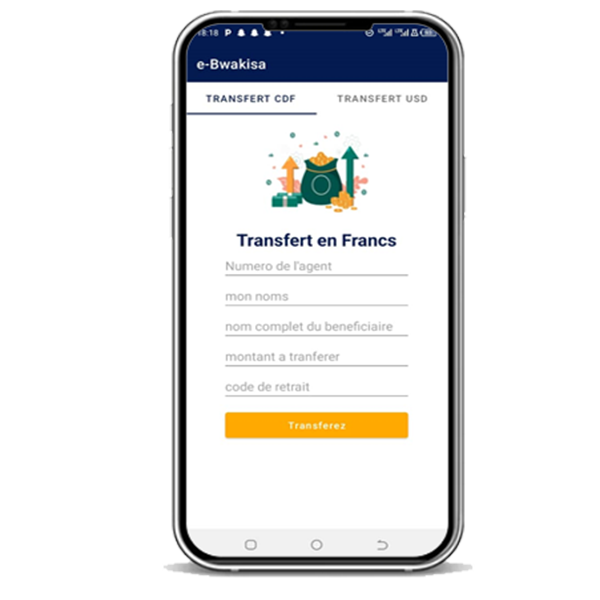 18:18
e-Bwakisa
TRANSFERT CDF TRANSFERT USD
Transfert en Francs
Numero de l'agent
mon noms
nom complet du beneficiaire
montant a tranferer
code de retrait
Transferez